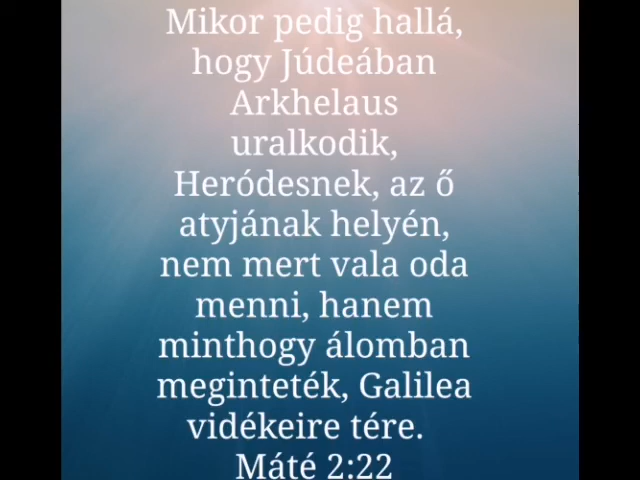 Mikor pedig hallá,
hogy Júdeában
Arkhelaus
uralkodik,
Heródesnek, az ő
atyjának helyén,
nem mert vala oda
menni, hanem
minthogy álomban
meginteték, Galilea
vidékeire tére.
Máté 2:22